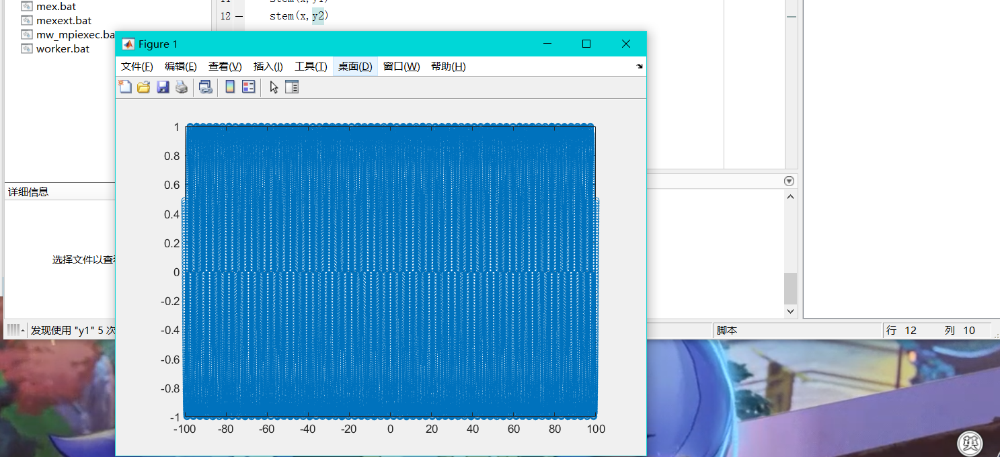 mex.bat
mexext.bat
mw_mpiexec.ba
worker.bat
stem(x,y1)
12 — stem(x,y2)
Figure 1
文件(F) 编辑(E) 查看(V) 插入(I) 工具(T) 桌面(D) 窗口(W) 帮助(H)
1
0.8
0.6
0.4
0.2
0
-0.2
-0.4
-0.6
-0.8
-1
-100 -80 -60 -40 -20 0 20 40 60 80 100
详细信息
选择文件以查看
发现使用 "y1" 5 次
脚本
行 12 列 10
英